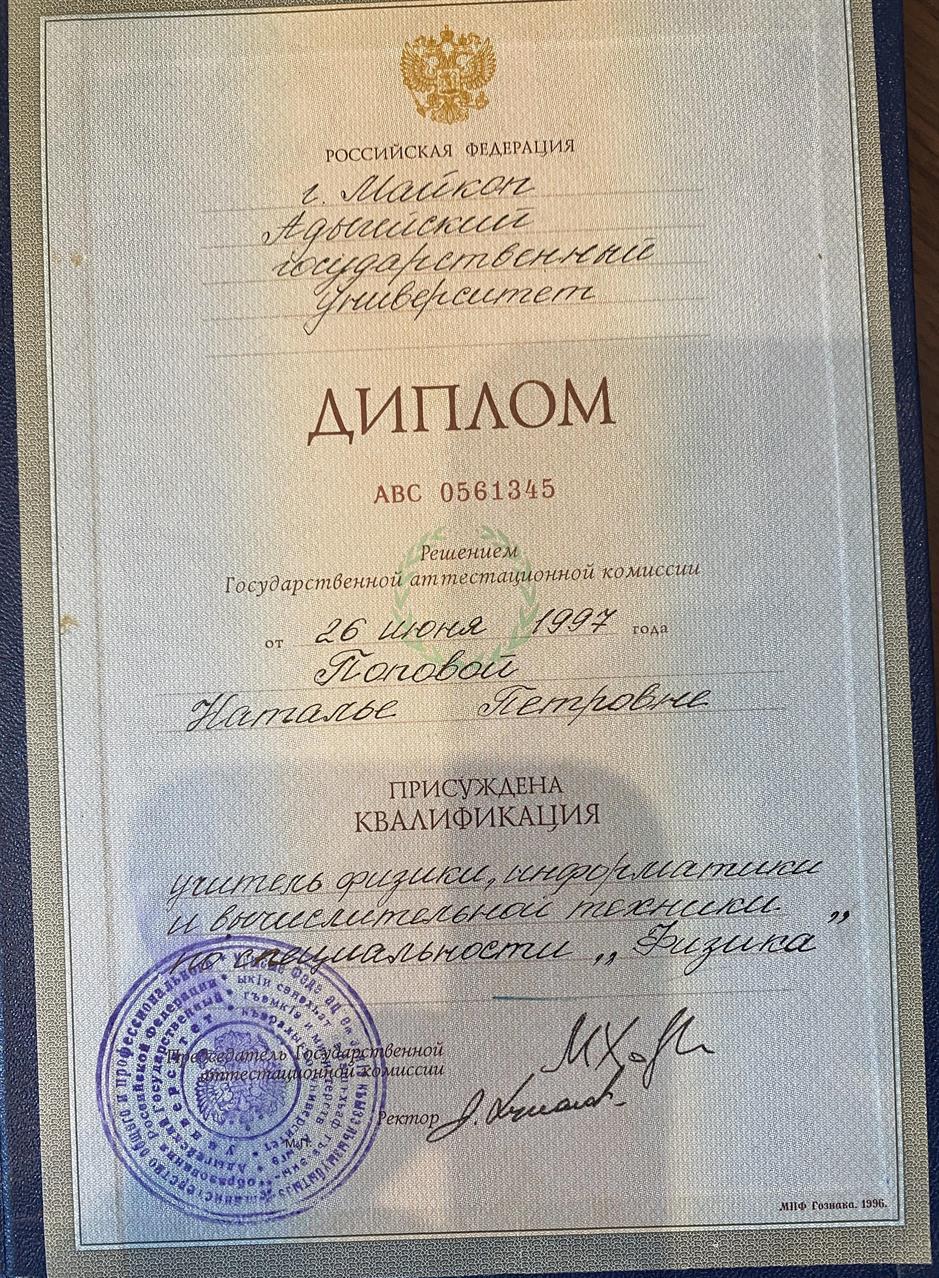 РОССИЙСКАЯ ФЕДЕРАЦИЯ
г. Майкоп
Адыгейский
государственный
университет
ДИПЛОМ
АВС 0561345
Решением
Государственной аттестационной комиссии
от 26 июня 1997 года
Поповой
Наталье Петровне
ПРИСУЖДЕНА
КВАЛИФИКАЦИЯ
учитель физики, информатики
и вычислительной техники
по специальности „Физика”
Председатель Государственной
аттестационной комиссии
Ректор
М.П.
МПФ Гознака. 1996.